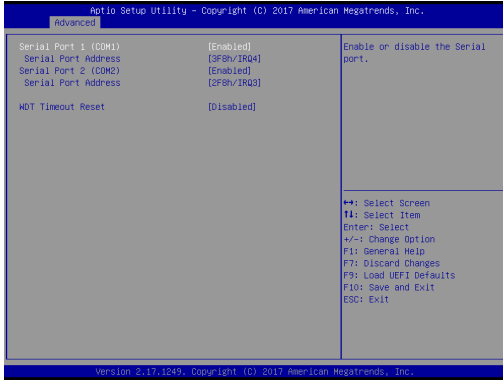 Aptio Setup Utility – Copyright (C) 2017 American Megatrends, Inc.
Advanced
Serial Port 1 (COM1) [Enabled]
Serial Port Address [3F8h/IRQ4]
Serial Port 2 (COM2) [Enabled]
Serial Port Address [2F8h/IRQ3]
WDT Timeout Reset [Disabled]
Enable or disable the Serial
port.
↔: Select Screen
↑↓: Select Item
Enter: Select
+/-: Change Option
F1: General Help
F7: Discard Changes
F9: Load UEFI Defaults
F10: Save and Exit
ESC: Exit
Version 2.17.1249. Copyright (C) 2017 American Megatrends, Inc.